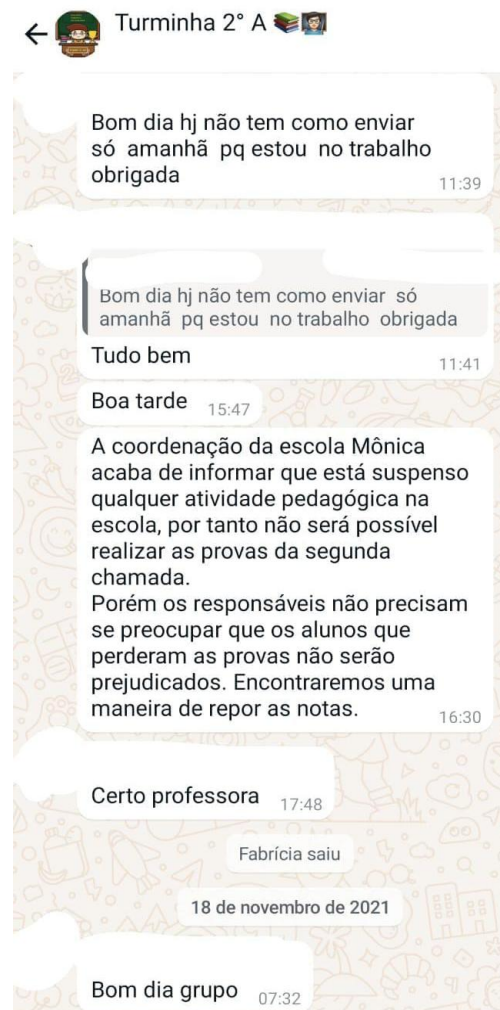 Turminha 2° A
Bom dia hj não tem como enviar
só amanhã pq estou no trabalho
obrigada
11:39
Bom dia hj não tem como enviar só
amanhã pq estou no trabalho obrigada
Tudo bem
11:41
Boa tarde 15:47
A coordenação da escola Mônica
acaba de informar que está suspenso
qualquer atividade pedagógica na
escola, por tanto não será possível
realizar as provas da segunda
chamada.
Porém os responsáveis não precisam
se preocupar que os alunos que
perderam as provas não serão
prejudicados. Encontraremos uma
maneira de repor as notas.
16:30
Certo professora 17:48
Fabrícia saiu
18 de novembro de 2021
Bom dia grupo 07:32